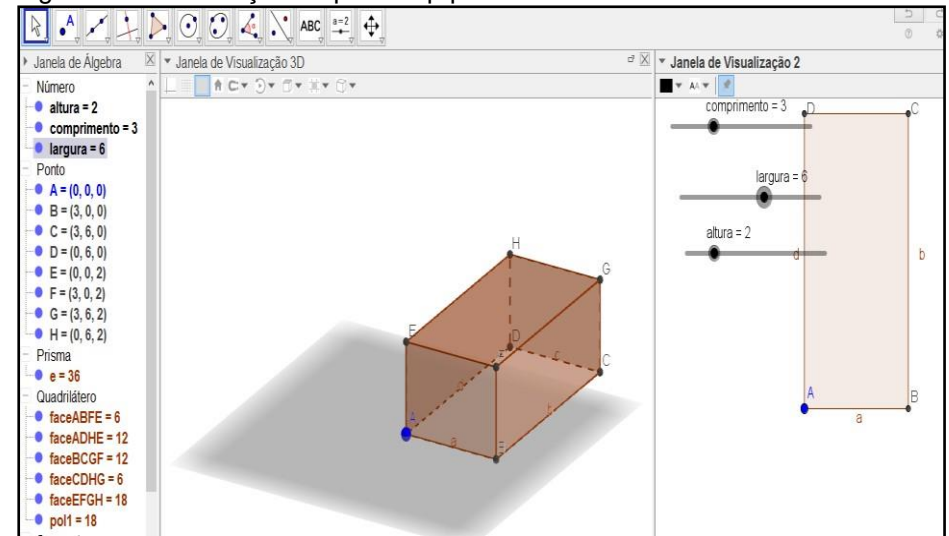 ABC
a=2
Janela de Álgebra
Número
altura = 2
comprimento = 3
largura = 6
Ponto
A = (0, 0, 0)
B = (3, 0, 0)
C = (3, 6, 0)
D = (0, 6, 0)
E = (0, 0, 2)
F = (3, 0, 2)
G = (3, 6, 2)
H = (0, 6, 2)
Prisma
e = 36
Quadrilátero
faceABFE = 6
faceADHE = 12
faceBCGF = 12
faceCDHG = 6
faceEFGH = 18
pol1 = 18
Janela de Visualização 3D
H
G
E
D
F
c
C
d
A
b
a
Janela de Visualização 2
AA
comprimento = 3
D
C
largura = 6
altura = 2
d
b
A
B
a